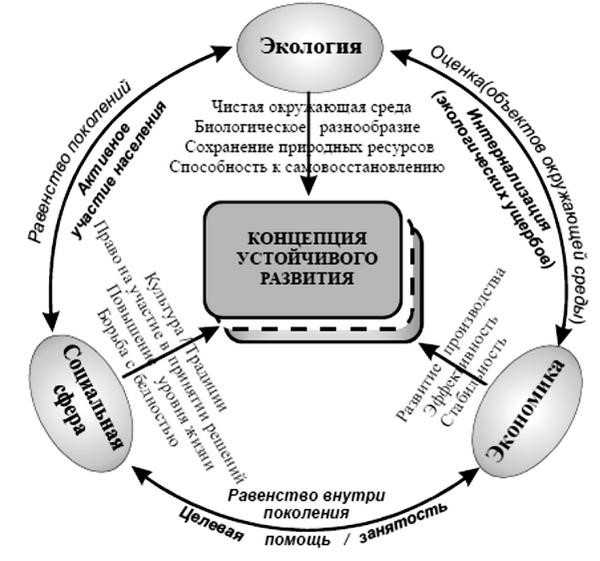 Экология
Равенство поколений
Активное
участие населения
Оценка(объектов окружающей среды)
Интернализация
(экологических ущербов)
Чистая окружающая среда
Биологическое разнообразие
Сохранение природных ресурсов
Способность к самовосстановлению
КОНЦЕПЦИЯ
УСТОЙЧИВОГО
РАЗВИТИЯ
Культура / Традиции
Право на участие в принятии решений
Повышение уровня жизни
Борьба с бедностью
Развитие производства
Эффективность
Стабильность
Социальная
сфера
Экономика
Равенство внутри
поколения
Целевая помощь / занятость